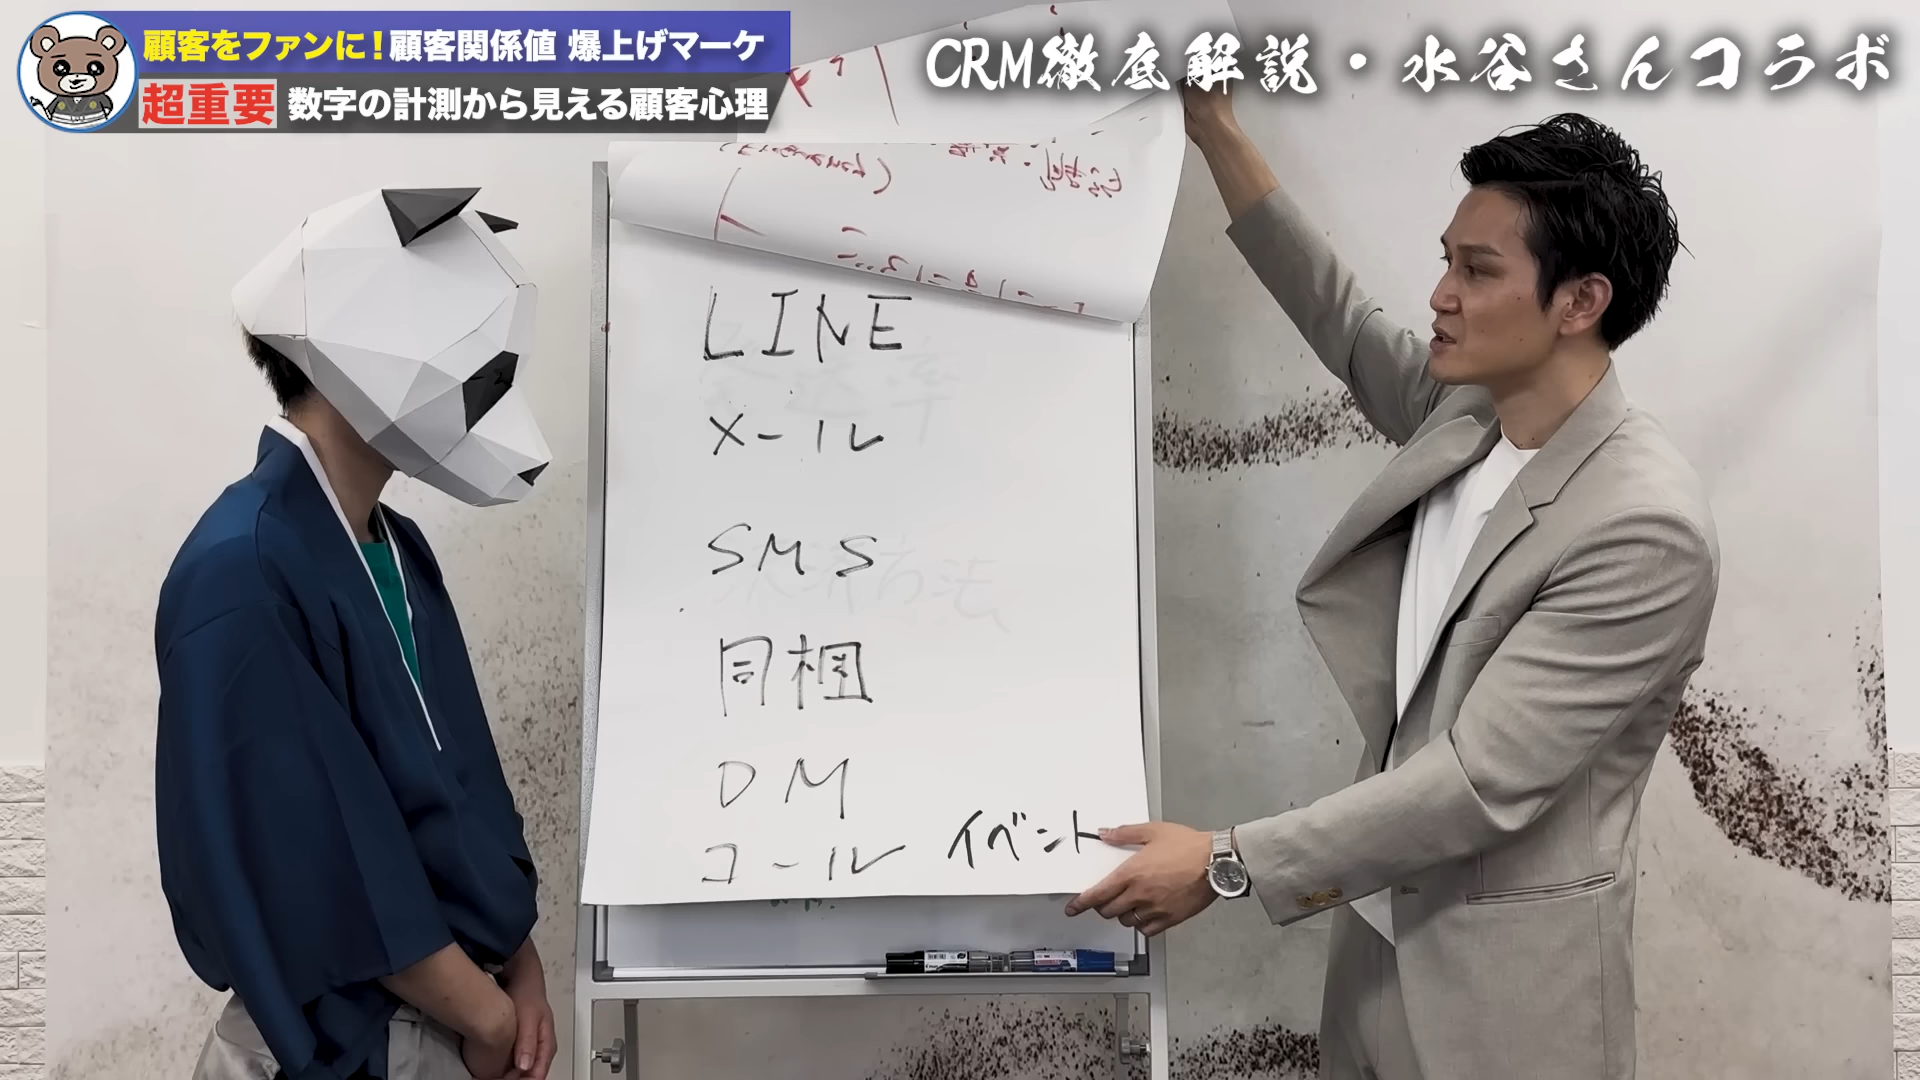 顧客をファンに！顧客関係値 爆上げマーケ
超重要 数字の計測から見える顧客心理
CRM徹底解説・水谷さんコラボ
LINE
メール
SMS
同梱
DM
コール イベント